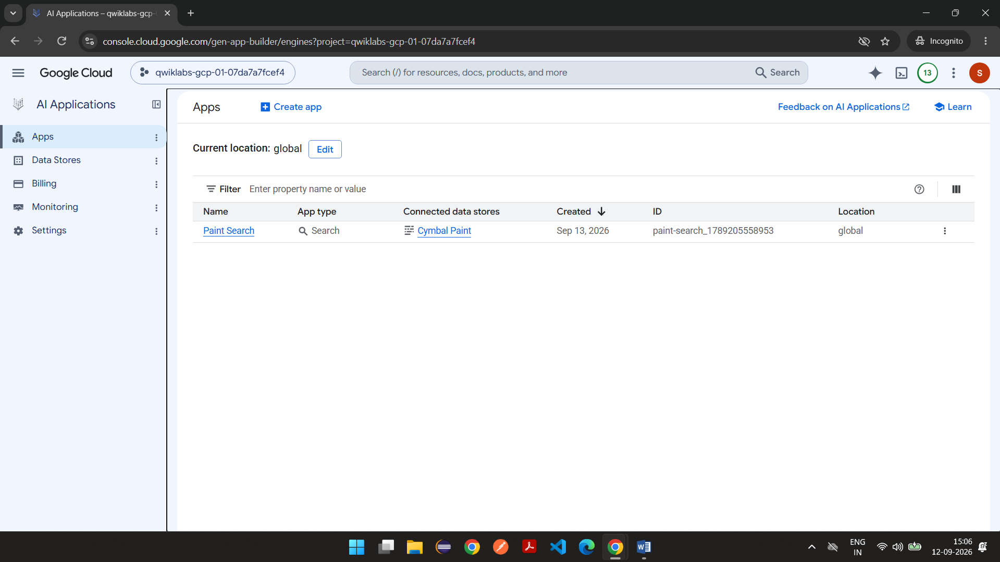 AI Applications – qwiklabs-gcp-
console.cloud.google.com/gen-app-builder/engines?project=qwiklabs-gcp-01-07da7a7fcef4
Incognito
Google Cloud
qwiklabs-gcp-01-07da7a7fcef4
Search (/) for resources, docs, products, and more
Search
13
S
AI Applications
Apps
Data Stores
Billing
Monitoring
Settings
Apps
Create app
Feedback on AI Applications
Learn
Current location: global
Edit
Filter
Enter property name or value
Name App type Connected data stores Created ID Location
Paint Search Search Cymbal Paint Sep 13, 2026 paint-search_1789205558953 global
ENG
IN
15:06
12-09-2026